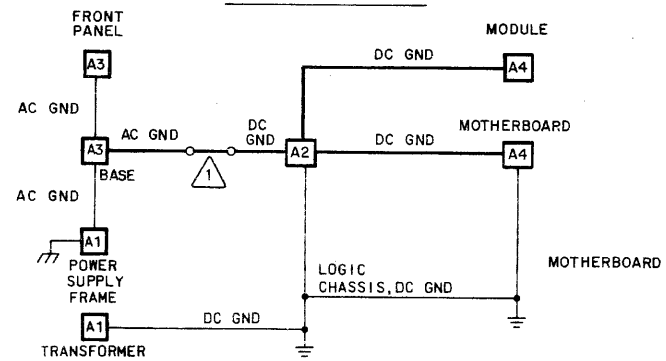 FRONT
PANEL
MODULE
A3
DC GND
A4
AC GND
AC GND
DC
GND
MOTHERBOARD
A3
A2
DC GND
A4
1
BASE
AC GND
A1
POWER
SUPPLY
FRAME
LOGIC
CHASSIS, DC GND
MOTHERBOARD
A1
DC GND
TRANSFORMER